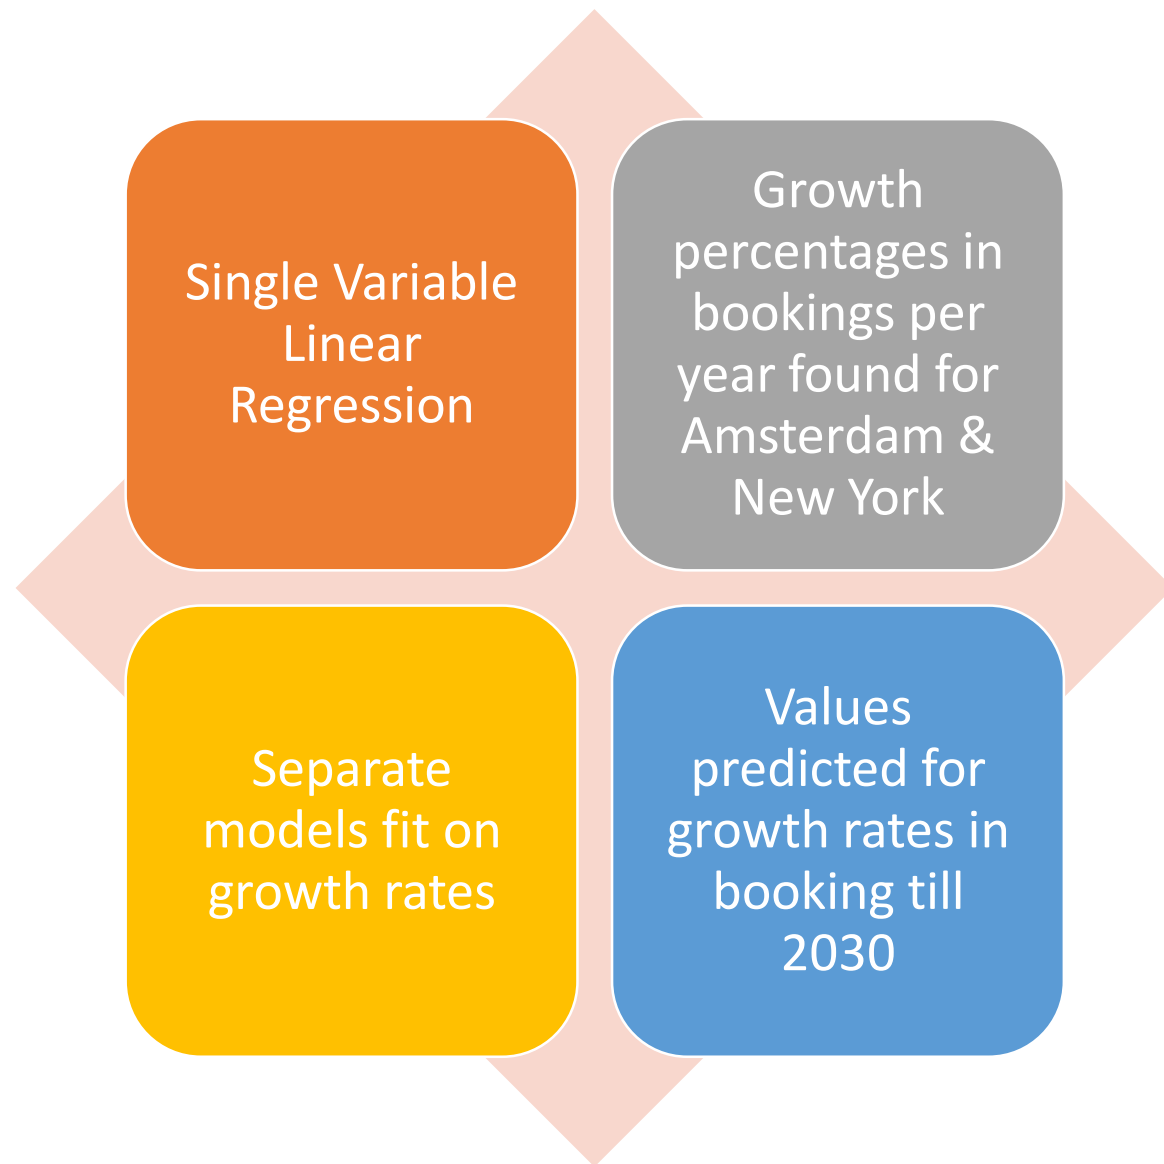 Single Variable
Linear
Regression
Growth
percentages in
bookings per
year found for
Amsterdam &
New York
Separate
models fit on
growth rates
Values
predicted for
growth rates in
booking till
2030